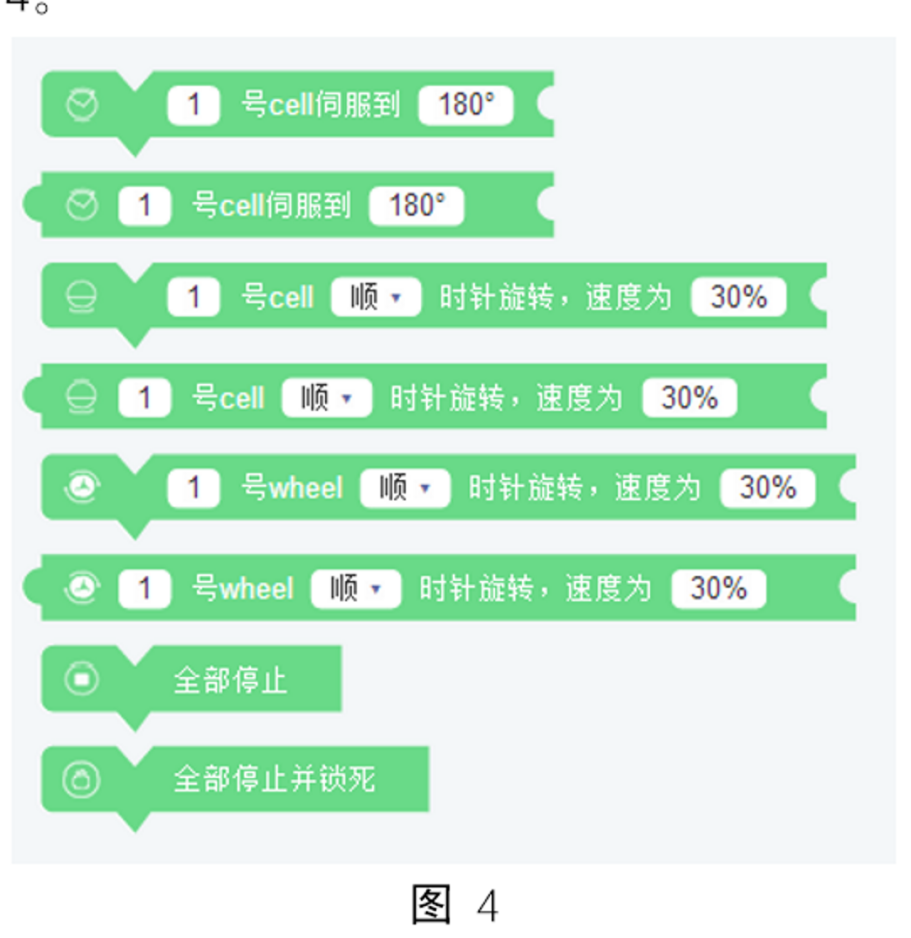 4。
1 号cell伺服到 180°
1 号cell伺服到 180°
1 号cell 顺 时针旋转，速度为 30%
1 号cell 顺 时针旋转，速度为 30%
1 号wheel 顺 时针旋转，速度为 30%
1 号wheel 顺 时针旋转，速度为 30%
全部停止
全部停止并锁死
图 4